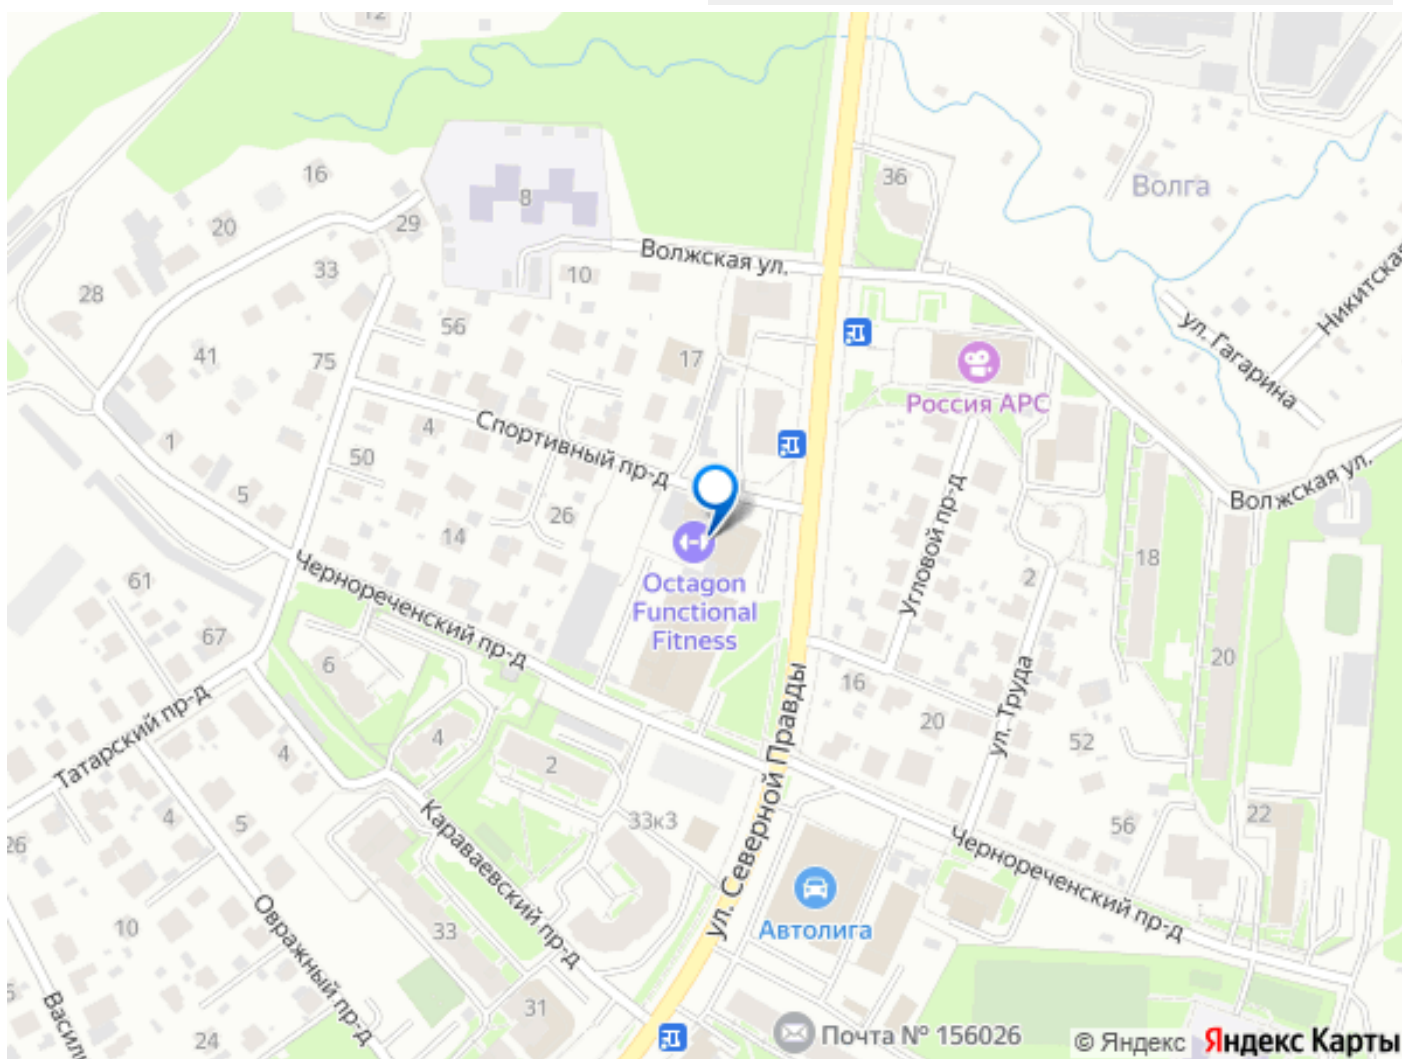 12
16
8
36
20
29
Волга
Волжская ул.
33
10
28
Никитская
56
ул. Гагарина
41
75
17
Россия АРС
4
Спортивный пр-д
1
50
Волжская ул.
5
26
14
Угловой пр-д
18
Чернореченский пр-д
61
Octagon
Functional
Fitness
2
67
6
20
16
Татарский пр-д
4
4
2
20
52
ул. Труда
ул. Северной Правды
4
5
33к3
56
22
26
Караваевский пр-д
Чернореченский пр-д
10
Овражный пр-д
33
Автолига
5
Васили
24
31
Почта № 156026
© Яндекс
Яндекс Карты